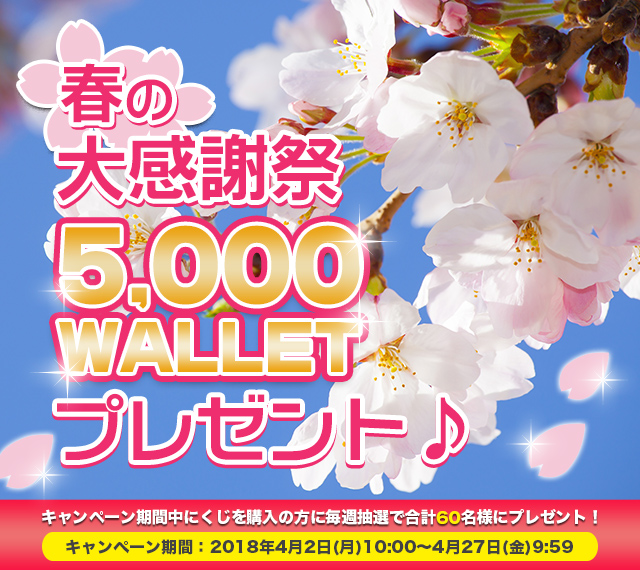 春の
大感謝祭
5,000
WALLET
プレゼント♪
キャンペーン期間中にくじを購入の方に毎週抽選で合計60名様にプレゼント！
キャンペーン期間：2018年4月2日(月)10:00〜4月27日(金)9:59